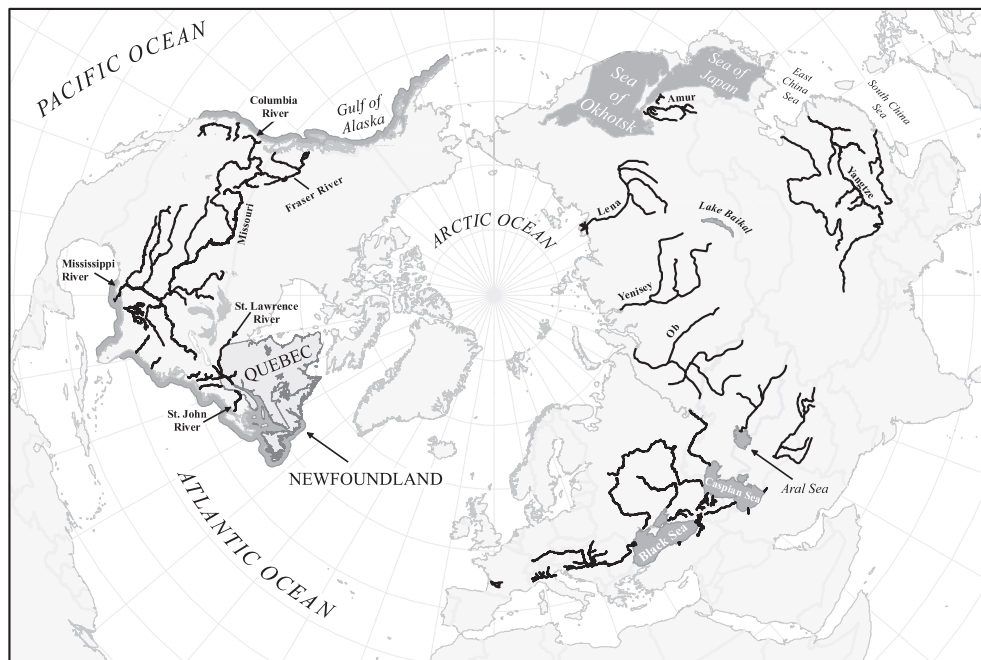 PACIFIC OCEAN
Gulf of
Alaska
Columbia
River
Fraser River
Missouri
Mississippi
River
St. Lawrence
River
QUEBEC
St. John
River
NEWFOUNDLAND
ATLANTIC OCEAN
ARCTIC OCEAN
Sea
of
Okhotsk
Sea of
Japan
East
China
Sea
South China
Sea
Amur
Yangtze
Lena
Lake Baikal
Yenisey
Ob
Aral Sea
Caspian Sea
Black Sea